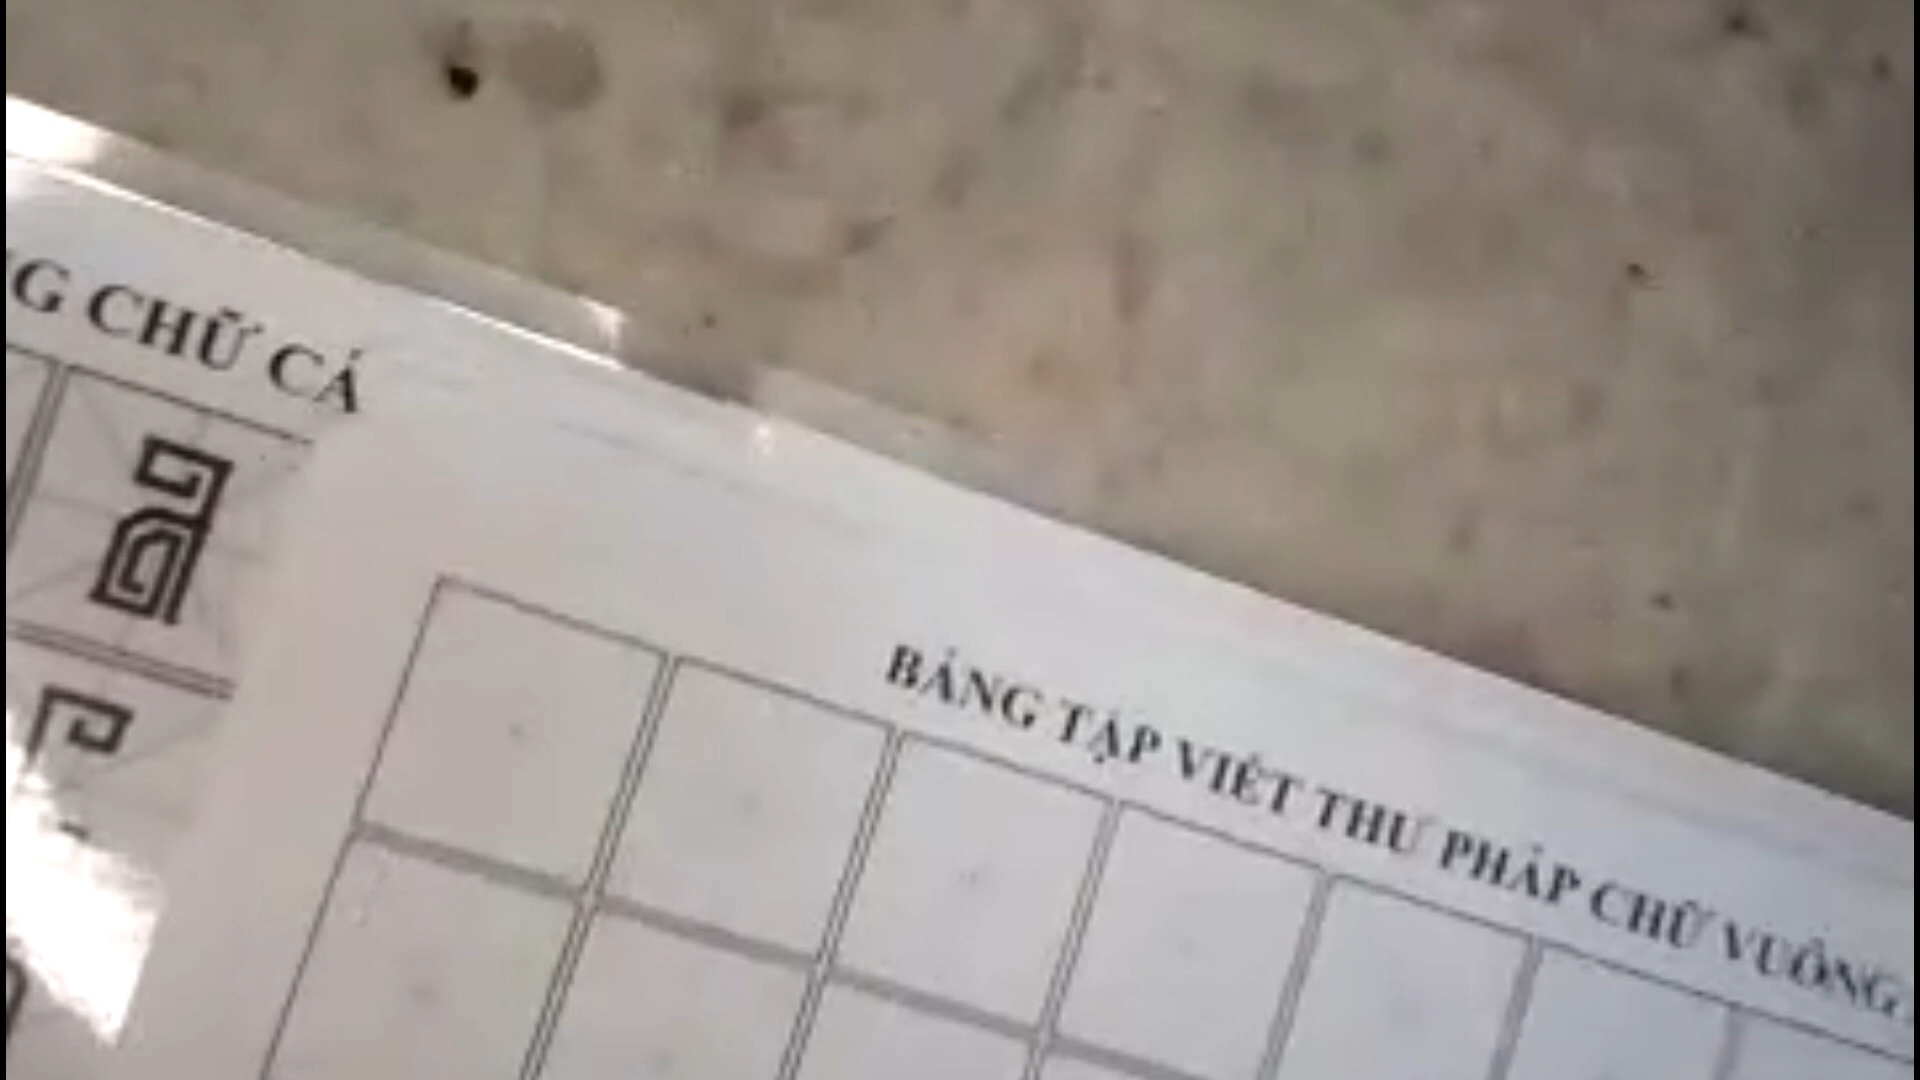 G CHỮ CÁ
BẢNG TẬP VIẾT THƯ PHÁP CHỮ VUÔNG